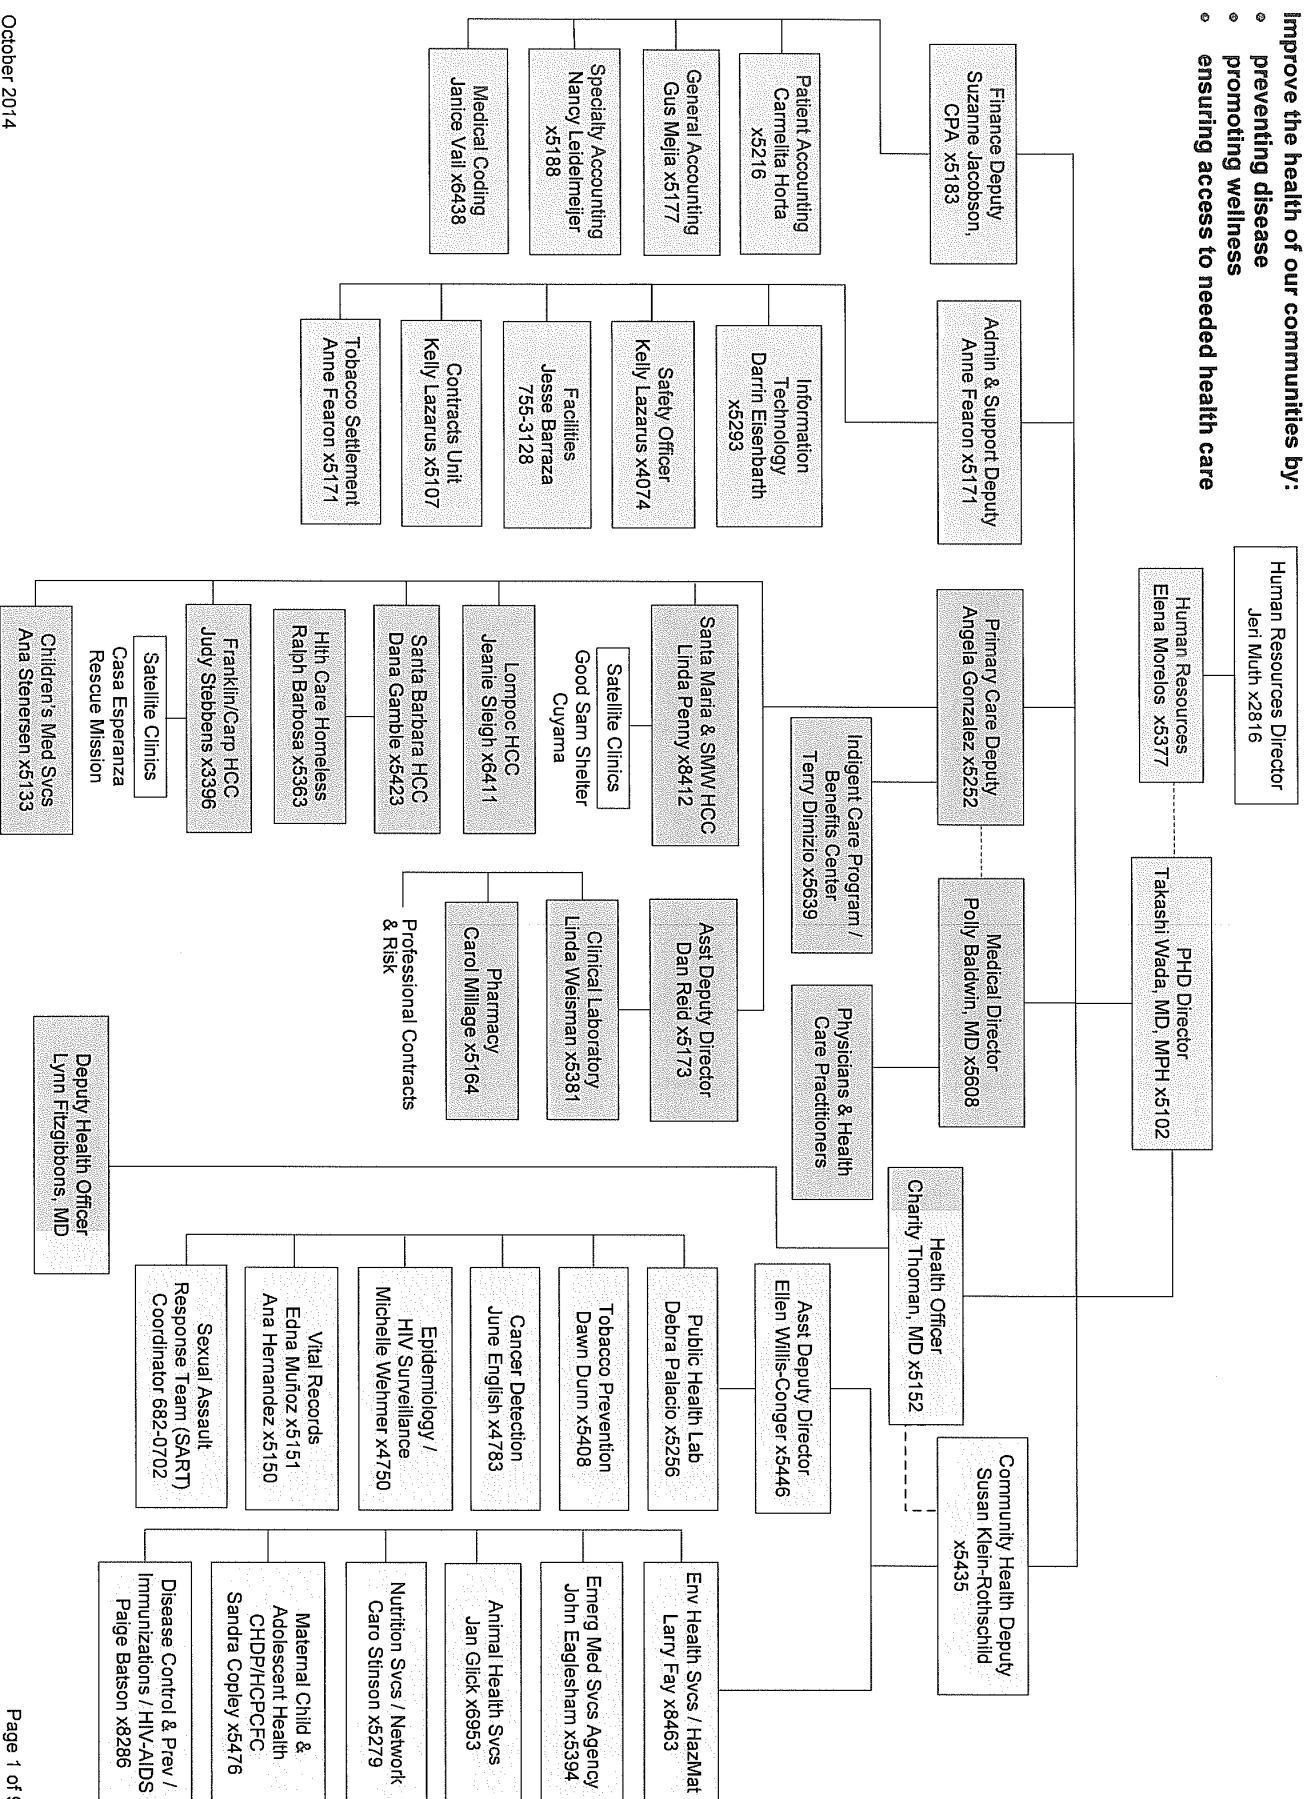 Improve the health of our communities by:
• preventing disease
• promoting wellness
• ensuring access to needed health care
Human Resources Director
Jeri Muth x2816
Human Resources
Elena Morelos x5377
PHD Director
Takashi Wada, MD, MPH x5102
Finance Deputy
Suzanne Jacobson,
CPA x5183
Patient Accounting
Carmelita Horta
x5216
General Accounting
Gus Mejia x5177
Specialty Accounting
Nancy Leidelmeijer
x5188
Medical Coding
Janice Vail x6438
Admin & Support Deputy
Anne Fearon x5171
Information
Technology
Darrin Eisenbarth
x5293
Safety Officer
Kelly Lazarus x4074
Facilities
Jesse Barraza
755-3128
Contracts Unit
Kelly Lazarus x5107
Tobacco Settlement
Anne Fearon x5171
Primary Care Deputy
Angela Gonzalez x5252
Indigent Care Program /
Benefits Center
Terry Dimizio x5639
Santa Maria & SMW HCC
Linda Penny x8412
Satellite Clinics
Good Sam Shelter
Cuyama
Lompoc HCC
Jeanie Sleigh x6411
Santa Barbara HCC
Dana Gamble x5423
Hlth Care Homeless
Ralph Barbosa x5363
Franklin/Carp HCC
Judy Stebbens x3396
Satellite Clinics
Casa Esperanza
Rescue Mission
Children's Med Svcs
Ana Stenersen x5133
Medical Director
Polly Baldwin, MD x5608
Physicians & Health
Care Practitioners
Asst Deputy Director
Dan Reid x5173
Clinical Laboratory
Linda Weisman x5381
Pharmacy
Carol Millage x5164
Professional Contracts
& Risk
Health Officer
Charity Thoman, MD x5152
Deputy Health Officer
Lynn Fitzgibbons, MD
Community Health Deputy
Susan Klein-Rothschild
x5435
Asst Deputy Director
Ellen Willis-Conger x5446
Public Health Lab
Debra Palacio x5256
Tobacco Prevention
Dawn Dunn x5408
Cancer Detection
June English x4783
Epidemiology /
HIV Surveillance
Michelle Wehmer x4750
Vital Records
Edna Muñoz x5151
Ana Hernandez x5150
Sexual Assault
Response Team (SART)
Coordinator 682-0702
Env Health Svcs / HazMat
Larry Fay x8463
Emerg Med Svcs Agency
John Eaglesham x5394
Animal Health Svcs
Jan Glick x6953
Nutrition Svcs / Network
Caro Stinson x5279
Maternal Child &
Adolescent Health
CHDP/HCPCFC
Sandra Copley x5476
Disease Control & Prev /
Immunizations / HIV-AIDS
Paige Batson x8286
October 2014
Page 1 of